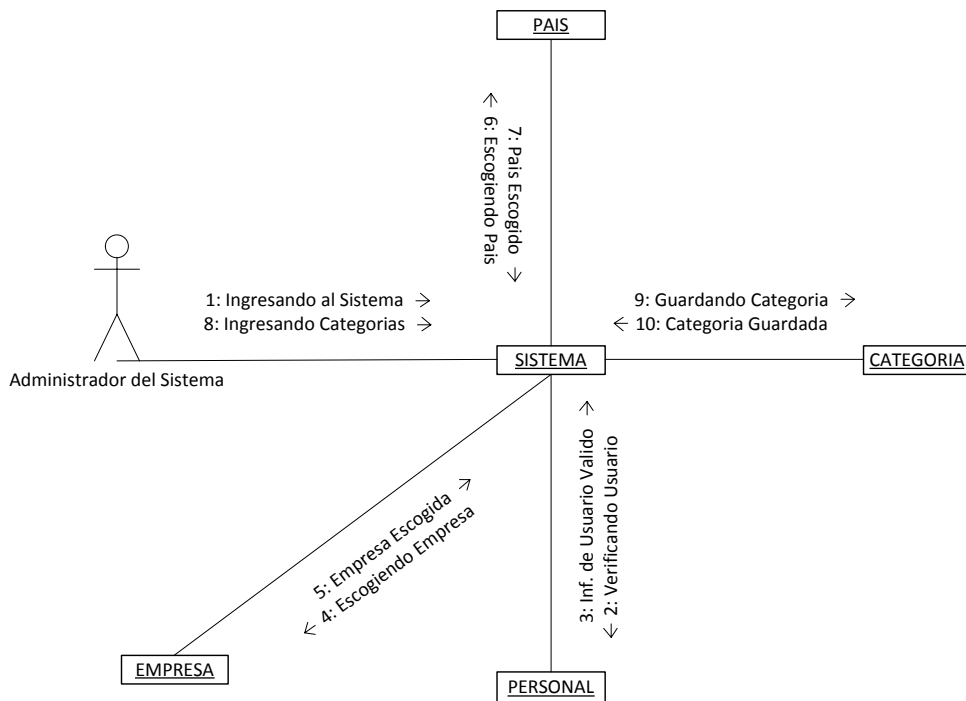 PAIS
7: Pais Escogido
6: Escogiendo Pais
1: Ingresando al Sistema
8: Ingresando Categorias
9: Guardando Categoria
10: Categoria Guardada
SISTEMA
CATEGORIA
Administrador del Sistema
3: Inf. de Usuario Valido
2: Verificando Usuario
5: Empresa Escogida
4: Escogiendo Empresa
EMPRESA
PERSONAL